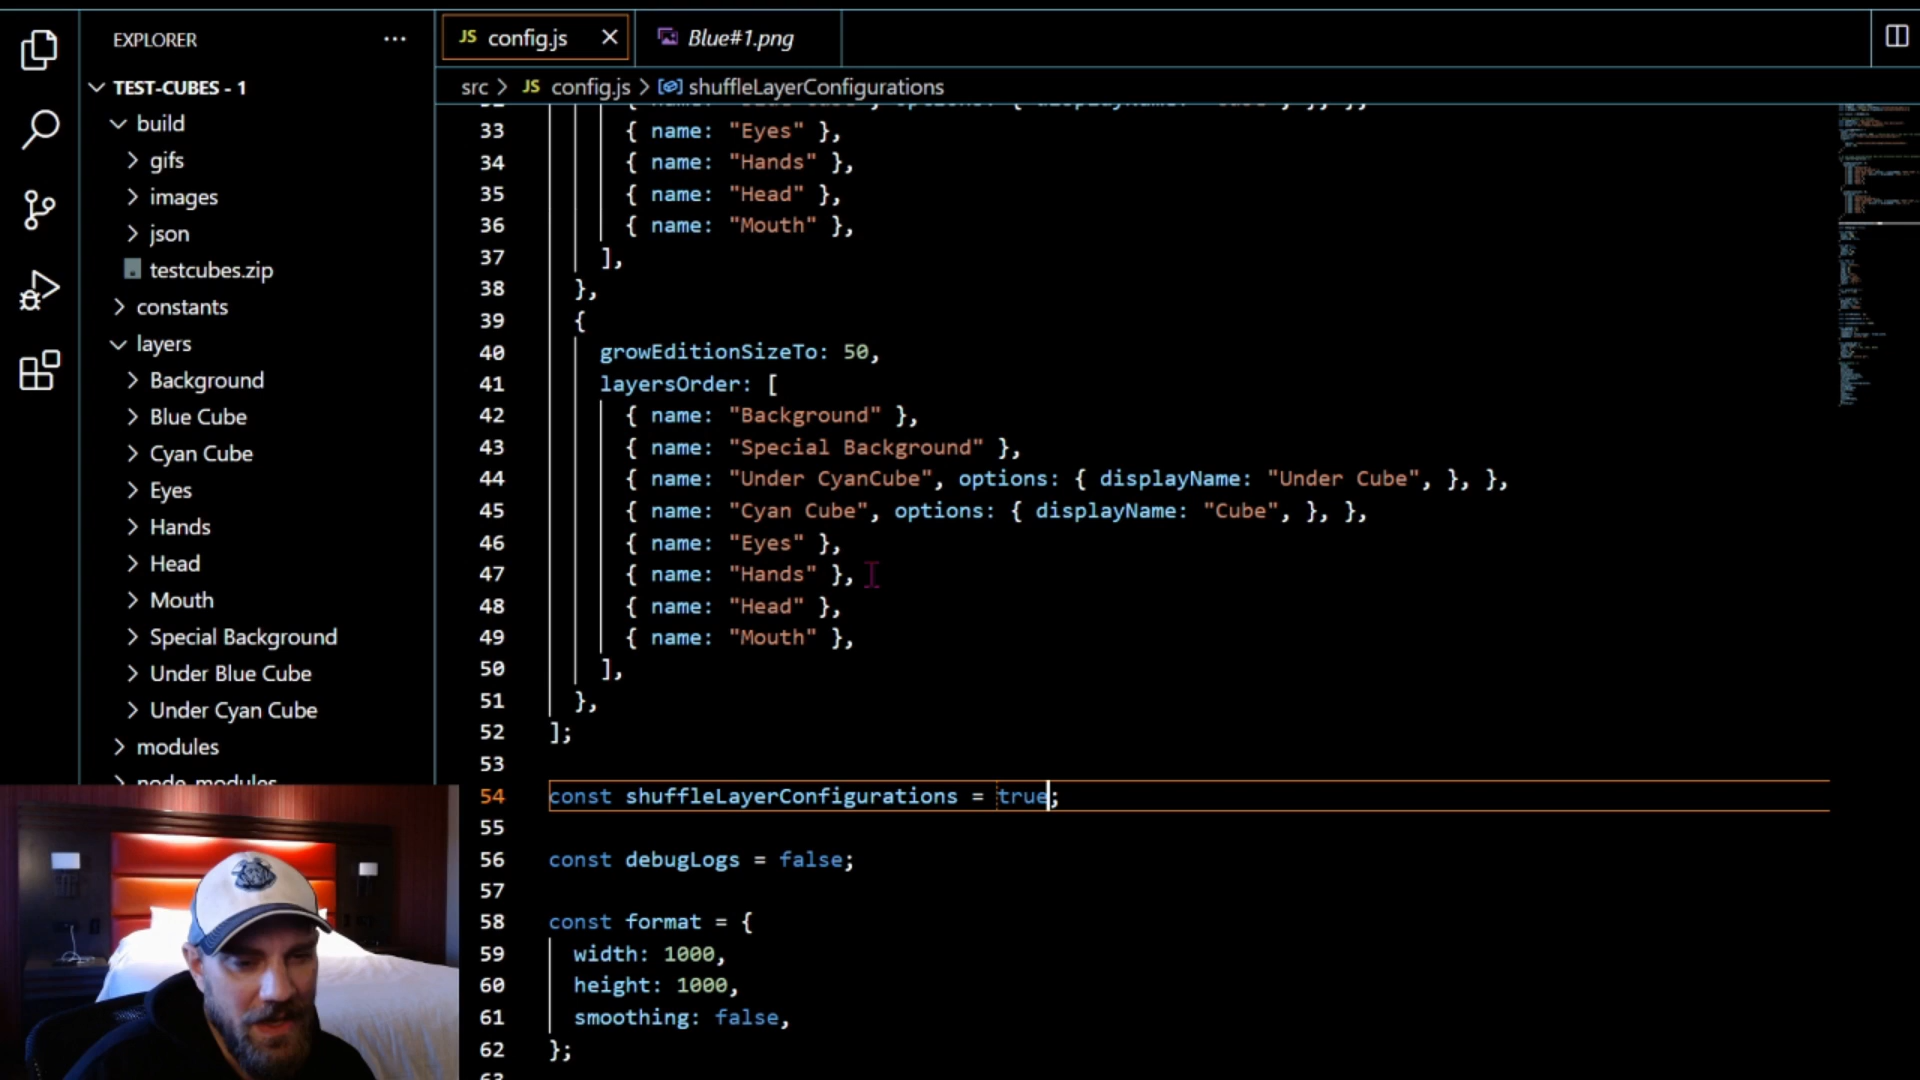 EXPLORER
JS config.js
Blue#1.png
TEST-CUBES - 1
src > JS config.js > shuffleLayerConfigurations
build
gifs
images
json
testcubes.zip
constants
layers
Background
Blue Cube
Cyan Cube
Eyes
Hands
Head
Mouth
Special Background
Under Blue Cube
Under Cyan Cube
modules
node_modules
33 { name: "Eyes" },
34 { name: "Hands" },
35 { name: "Head" },
36 { name: "Mouth" },
37 ],
38 },
39 {
40 growEditionSizeTo: 50,
41 layersOrder: [
42 { name: "Background" },
43 { name: "Special Background" },
44 { name: "Under CyanCube", options: { displayName: "Under Cube", }, },
45 { name: "Cyan Cube", options: { displayName: "Cube", }, },
46 { name: "Eyes" },
47 { name: "Hands" },
48 { name: "Head" },
49 { name: "Mouth" },
50 ],
51 },
52 ];
53
54 const shuffleLayerConfigurations = true;
55
56 const debugLogs = false;
57
58 const format = {
59 width: 1000,
60 height: 1000,
61 smoothing: false,
62 };